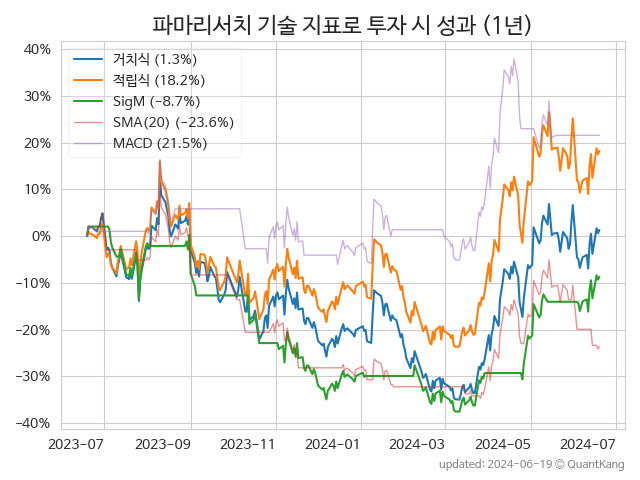 파마리서치 기술 지표로 투자 시 성과 (1년)
40%
30%
20%
10%
0%
−10%
−20%
−30%
−40%
거치식 (1.3%)
적립식 (18.2%)
SigM (−8.7%)
SMA(20) (−23.6%)
MACD (21.5%)
2023-07
2023-09
2023-11
2024-01
2024-03
2024-05
2024-07
updated: 2024-06-19 ⓒ QuantKang